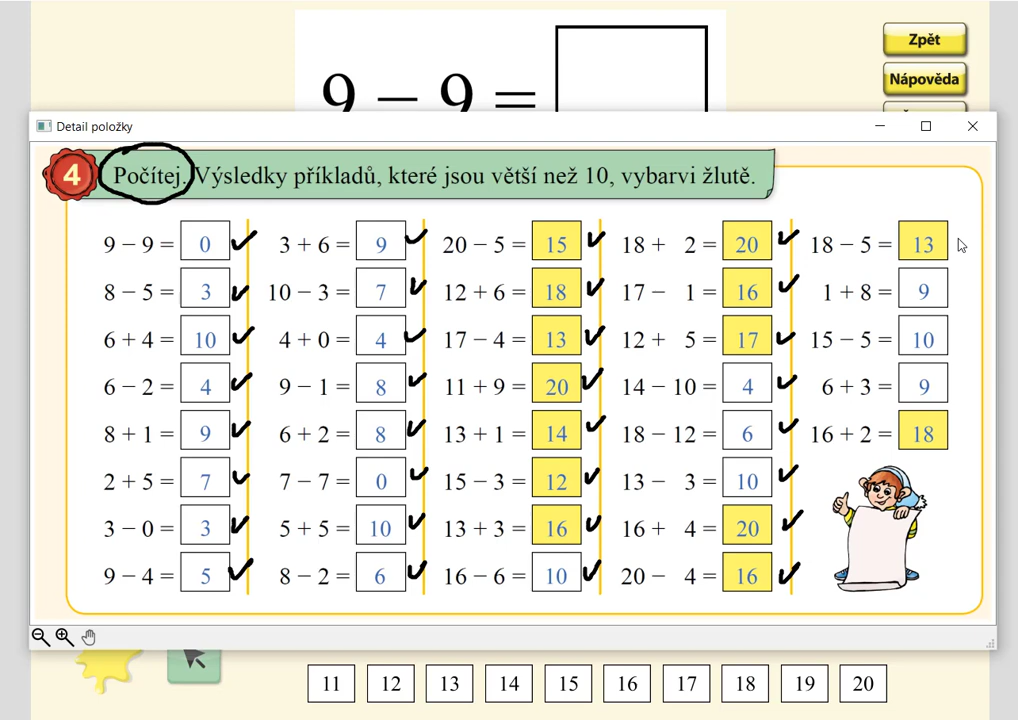 Zpět
9 − 9 =
Nápověda
Detail položky
4 Počítej. Výsledky příkladů, které jsou větší než 10, vybarvi žlutě.
9 − 9 = 0 3 + 6 = 9 20 − 5 = 15 18 + 2 = 20 18 − 5 = 13
8 − 5 = 3 10 − 3 = 7 12 + 6 = 18 17 − 1 = 16 1 + 8 = 9
6 + 4 = 10 4 + 0 = 4 17 − 4 = 13 12 + 5 = 17 15 − 5 = 10
6 − 2 = 4 9 − 1 = 8 11 + 9 = 20 14 − 10 = 4 6 + 3 = 9
8 + 1 = 9 6 + 2 = 8 13 + 1 = 14 18 − 12 = 6 16 + 2 = 18
2 + 5 = 7 7 − 7 = 0 15 − 3 = 12 13 − 3 = 10
3 − 0 = 3 5 + 5 = 10 13 + 3 = 16 16 + 4 = 20
9 − 4 = 5 8 − 2 = 6 16 − 6 = 10 20 − 4 = 16
11 12 13 14 15 16 17 18 19 20